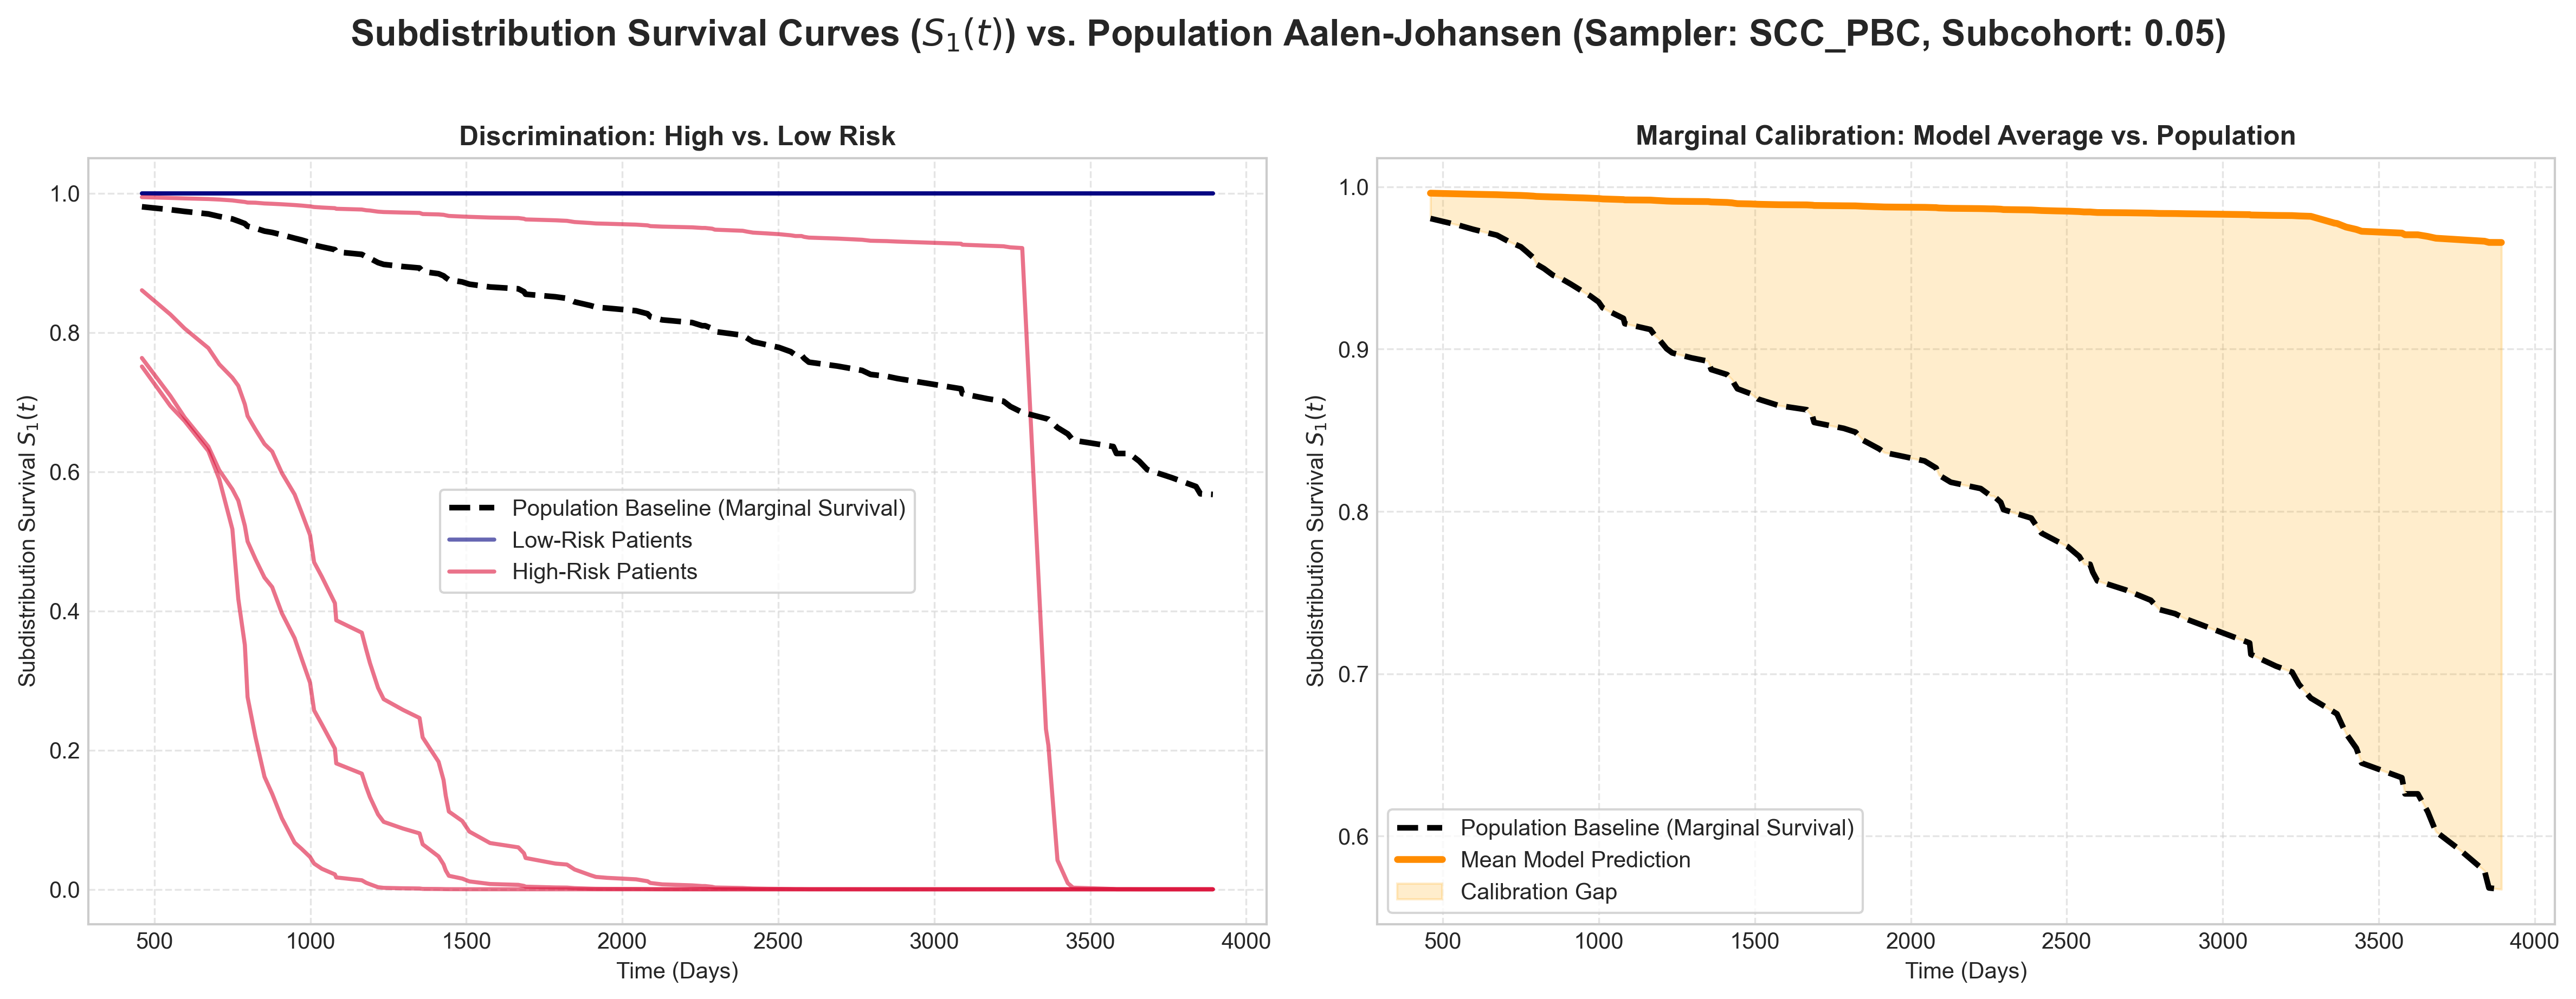 Subdistribution Survival Curves (S₁(t)) vs. Population Aalen-Johansen (Sampler: SCC_PBC, Subcohort: 0.05)
Discrimination: High vs. Low Risk
Subdistribution Survival S₁(t)
1.0
0.8
0.6
0.4
0.2
0.0
Population Baseline (Marginal Survival)
Low-Risk Patients
High-Risk Patients
500 1000 1500 2000 2500 3000 3500 4000
Time (Days)
Marginal Calibration: Model Average vs. Population
Subdistribution Survival S₁(t)
1.0
0.9
0.8
0.7
0.6
Population Baseline (Marginal Survival)
Mean Model Prediction
Calibration Gap
500 1000 1500 2000 2500 3000 3500 4000
Time (Days)